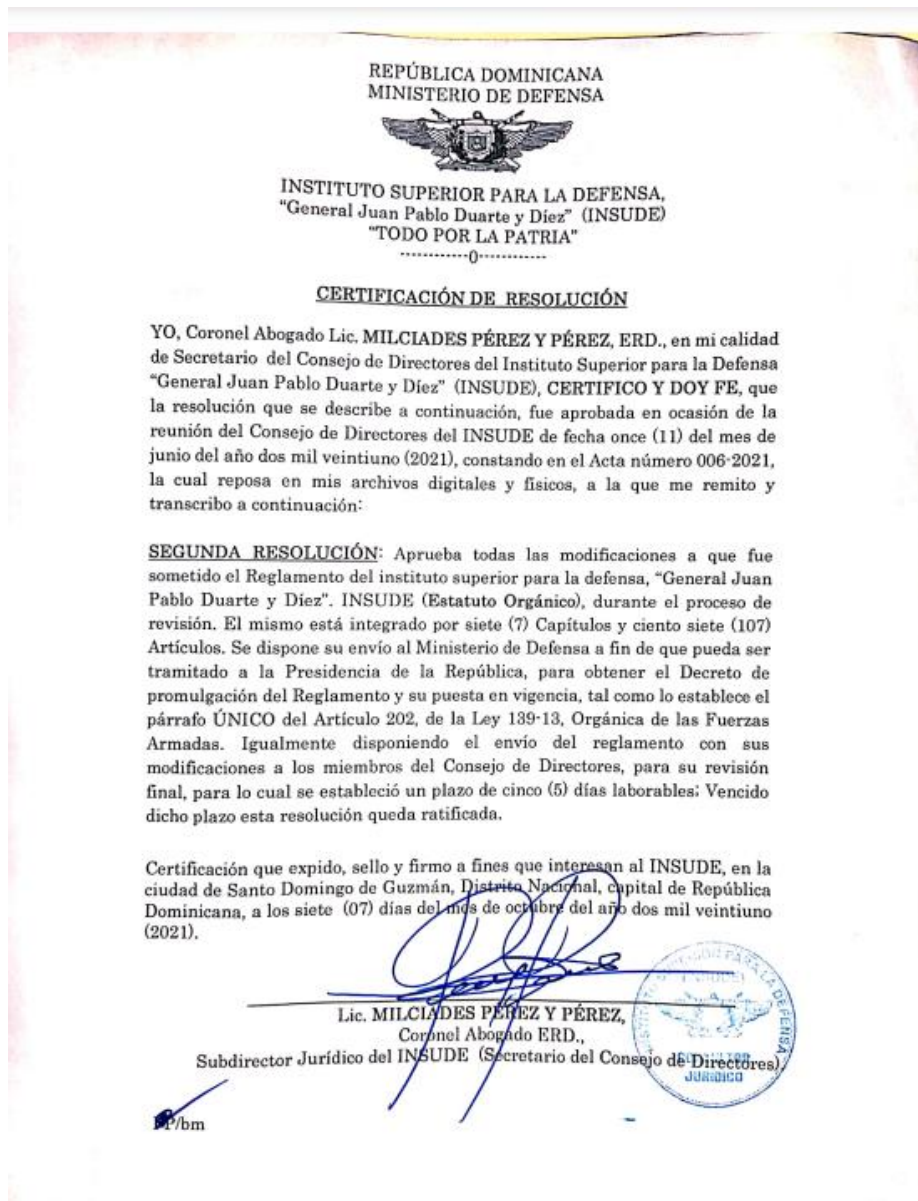 REPÚBLICA DOMINICANA
MINISTERIO DE DEFENSA
INSTITUTO SUPERIOR PARA LA DEFENSA,
“General Juan Pablo Duarte y Díez” (INSUDE)
“TODO POR LA PATRIA”
------------0------------
CERTIFICACIÓN DE RESOLUCIÓN
YO, Coronel Abogado Lic. MILCIADES PÉREZ Y PÉREZ, ERD., en mi calidad
de Secretario del Consejo de Directores del Instituto Superior para la Defensa
“General Juan Pablo Duarte y Díez” (INSUDE), CERTIFICO Y DOY FE, que
la resolución que se describe a continuación, fue aprobada en ocasión de la
reunión del Consejo de Directores del INSUDE de fecha once (11) del mes de
junio del año dos mil veintiuno (2021), constando en el Acta número 006-2021,
la cual reposa en mis archivos digitales y físicos, a la que me remito y
transcribo a continuación:
SEGUNDA RESOLUCIÓN: Aprueba todas las modificaciones a que fue
sometido el Reglamento del instituto superior para la defensa, “General Juan
Pablo Duarte y Díez”. INSUDE (Estatuto Orgánico), durante el proceso de
revisión. El mismo está integrado por siete (7) Capítulos y ciento siete (107)
Artículos. Se dispone su envío al Ministerio de Defensa a fin de que pueda ser
tramitado a la Presidencia de la República, para obtener el Decreto de
promulgación del Reglamento y su puesta en vigencia, tal como lo establece el
párrafo ÚNICO del Artículo 202, de la Ley 139-13, Orgánica de las Fuerzas
Armadas. Igualmente disponiendo el envío del reglamento con sus
modificaciones a los miembros del Consejo de Directores, para su revisión
final, para lo cual se estableció un plazo de cinco (5) días laborables; Vencido
dicho plazo esta resolución queda ratificada.
Certificación que expido, sello y firmo a fines que interesan al INSUDE, en la
ciudad de Santo Domingo de Guzmán, Distrito Nacional, capital de República
Dominicana, a los siete (07) días del mes de octubre del año dos mil veintiuno
(2021).
Lic. MILCIADES PÉREZ Y PÉREZ,
Coronel Abogado ERD.,
Subdirector Jurídico del INSUDE (Secretario del Consejo de Directores).
PARA LA DEFENSA
JURIDICO
/bm